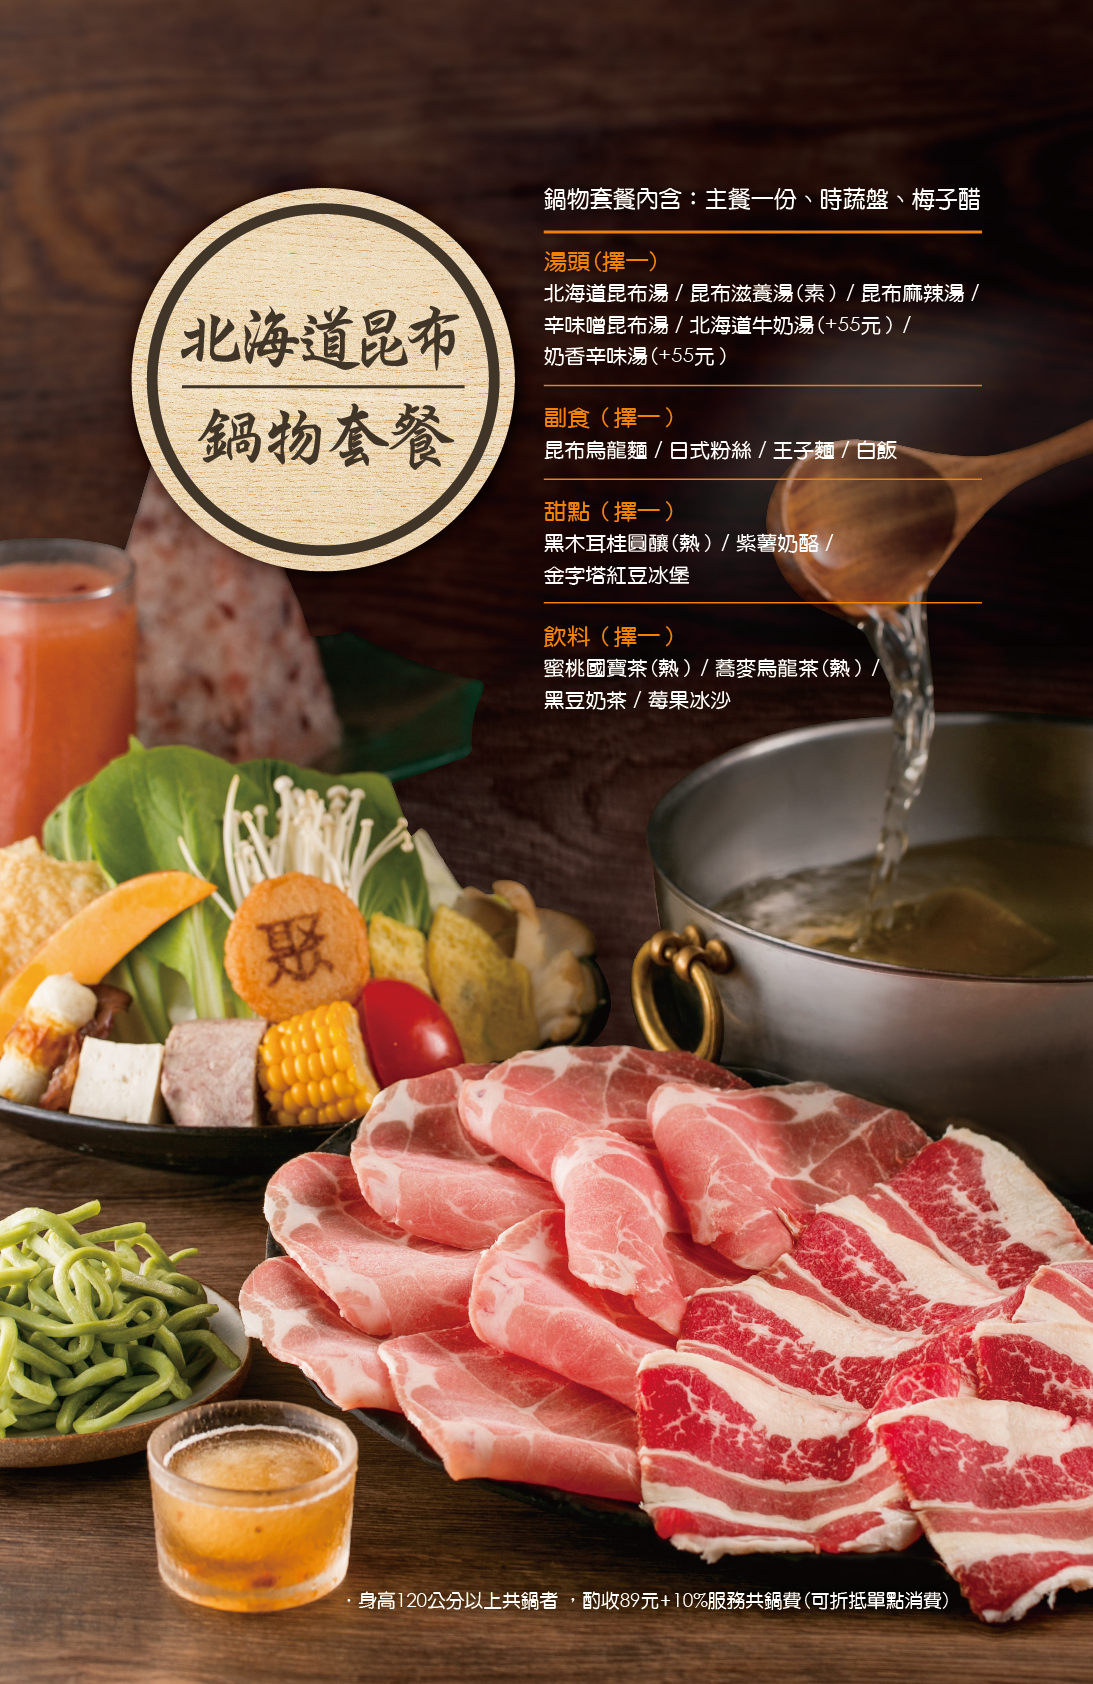 北海道昆布
鍋物套餐
鍋物套餐內含：主餐一份、時蔬盤、梅子醋
湯頭(擇一)
北海道昆布湯 / 昆布滋養湯(素) / 昆布麻辣湯 /
辛味噌昆布湯 / 北海道牛奶湯(+55元) /
奶香辛味湯(+55元)
副食（擇一）
昆布烏龍麵 / 日式粉絲 / 王子麵 / 白飯
甜點（擇一）
黑木耳桂圓釀(熱) / 紫薯奶酪 /
金字塔紅豆冰堡
飲料（擇一）
蜜桃國寶茶(熱) / 蕎麥烏龍茶(熱) /
黑豆奶茶 / 莓果冰沙
聚
．身高120公分以上共鍋者，酌收89元+10%服務共鍋費(可折抵單點消費)